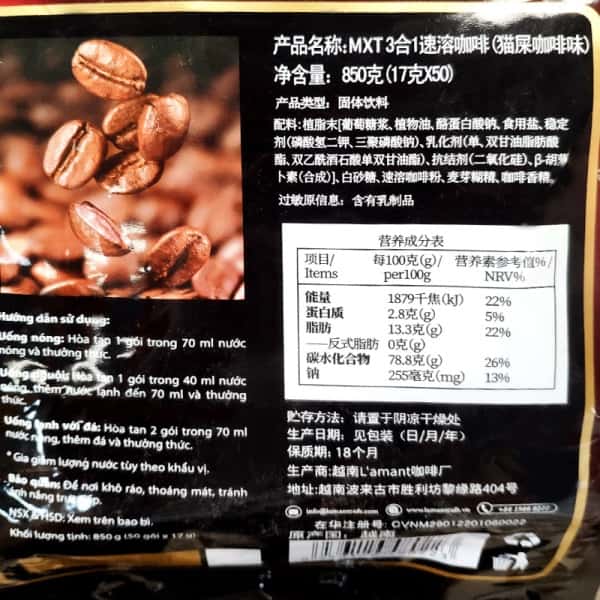 产品名称:MXT 3合1速溶咖啡(猫屎咖啡味)
净含量: 850克(17克X50)
产品类型: 固体饮料
配料:植脂末[葡萄糖浆、植物油、酪蛋白酸钠、食用盐、稳定
剂(磷酸氢二钾、三聚磷酸钠)、乳化剂(单、双甘油脂肪酸
酯、双乙酰酒石酸单双甘油酯)、抗结剂(二氧化硅)、β-胡萝
卜素(合成)]、白砂糖、速溶咖啡粉、麦芽糊精、咖啡香精。
过敏原信息: 含有乳制品
营养成分表
项目/ 每100克(g)/ 营养素参考值%/
Items per100g NRV%
能量 1879千焦(kJ) 22%
蛋白质 2.8克(g) 5%
脂肪 13.3克(g) 22%
——反式脂肪 0克(g)
碳水化合物 78.8克(g) 26%
钠 255毫克(mg) 13%
贮存方法: 请置于阴凉干燥处
生产日期: 见包装 (日/月/年)
保质期: 18个月
生产商: 越南L'amant咖啡厂
地址:越南波来古市胜利坊黎绿路404号
在华注册号: CVNM29012201060022
原产国: 越南
Hướng dẫn sử dụng:
Uống nóng: Hòa tan 1 gói trong 70 ml nước
nóng và thưởng thức.
Uống nguội: Hòa tan 1 gói trong 40 ml nước
nóng, thêm nước lạnh đến 70 ml và thưởng
thức.
Uống lạnh với đá: Hòa tan 2 gói trong 70 ml
nước nóng, thêm đá và thưởng thức.
* Gia giảm lượng nước tùy theo khẩu vị.
Bảo quản: Để nơi khô ráo, thoáng mát, tránh
ánh nắng trực tiếp.
NSX & HSD: Xem trên bao bì.
Khối lượng tịnh: 850 g (50 gói x 17 g)